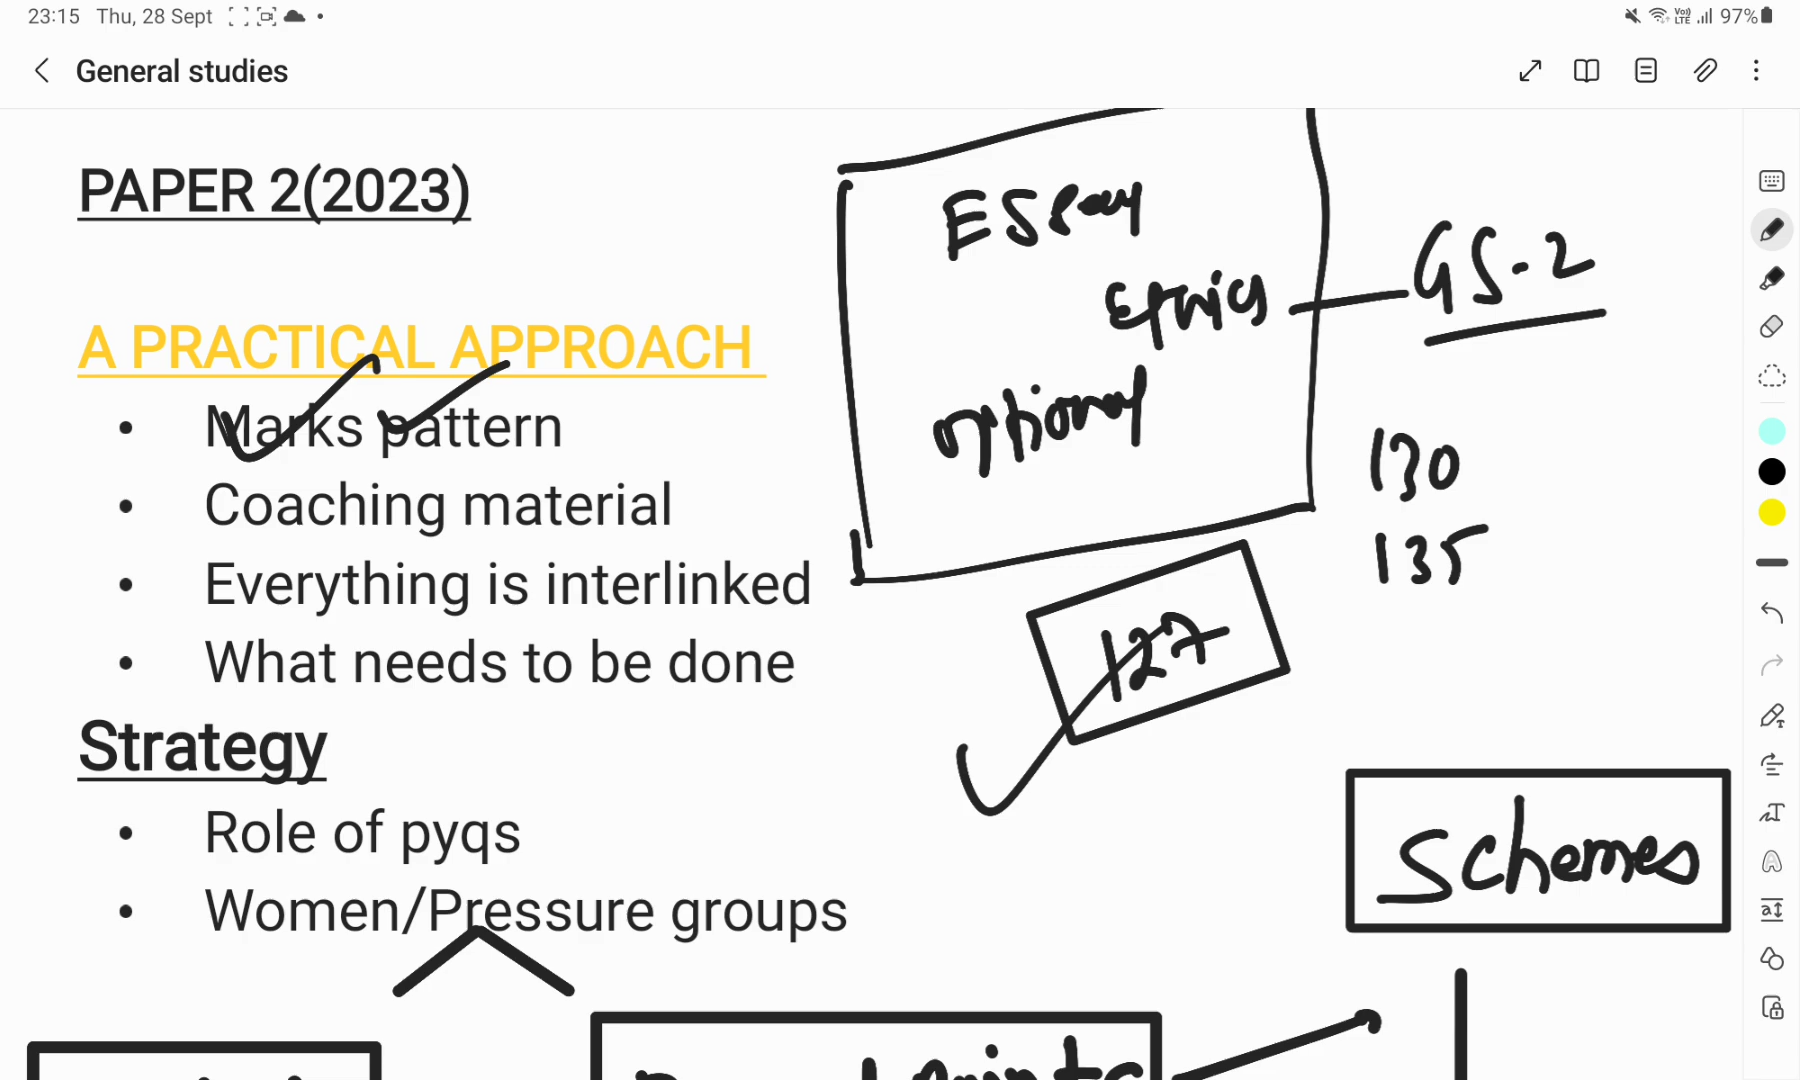 23:15 Thu, 28 Sept
97%
General studies
PAPER 2(2023)
A PRACTICAL APPROACH
• Marks pattern
• Coaching material
• Everything is interlinked
• What needs to be done
Strategy
• Role of pyqs
• Women/Pressure groups
ESSay
Ethics
GS-2
optional
130
135
127
Schemes